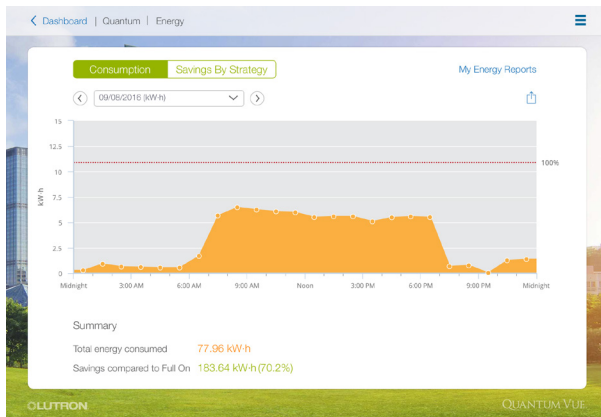 Dashboard | Quantum | Energy
Consumption Savings By Strategy My Energy Reports
09/08/2016 (kW-h)
15
12.5
100%
10
kW-h
7.5
5
2.5
0
Midnight 3:00 AM 6:00 AM 9:00 AM Noon 3:00 PM 6:00 PM 9:00 PM Midnight
Summary
Total energy consumed 77.96 kW-h
Savings compared to Full On 183.64 kW-h (70.2%)
LUTRON QUANTUM VUE